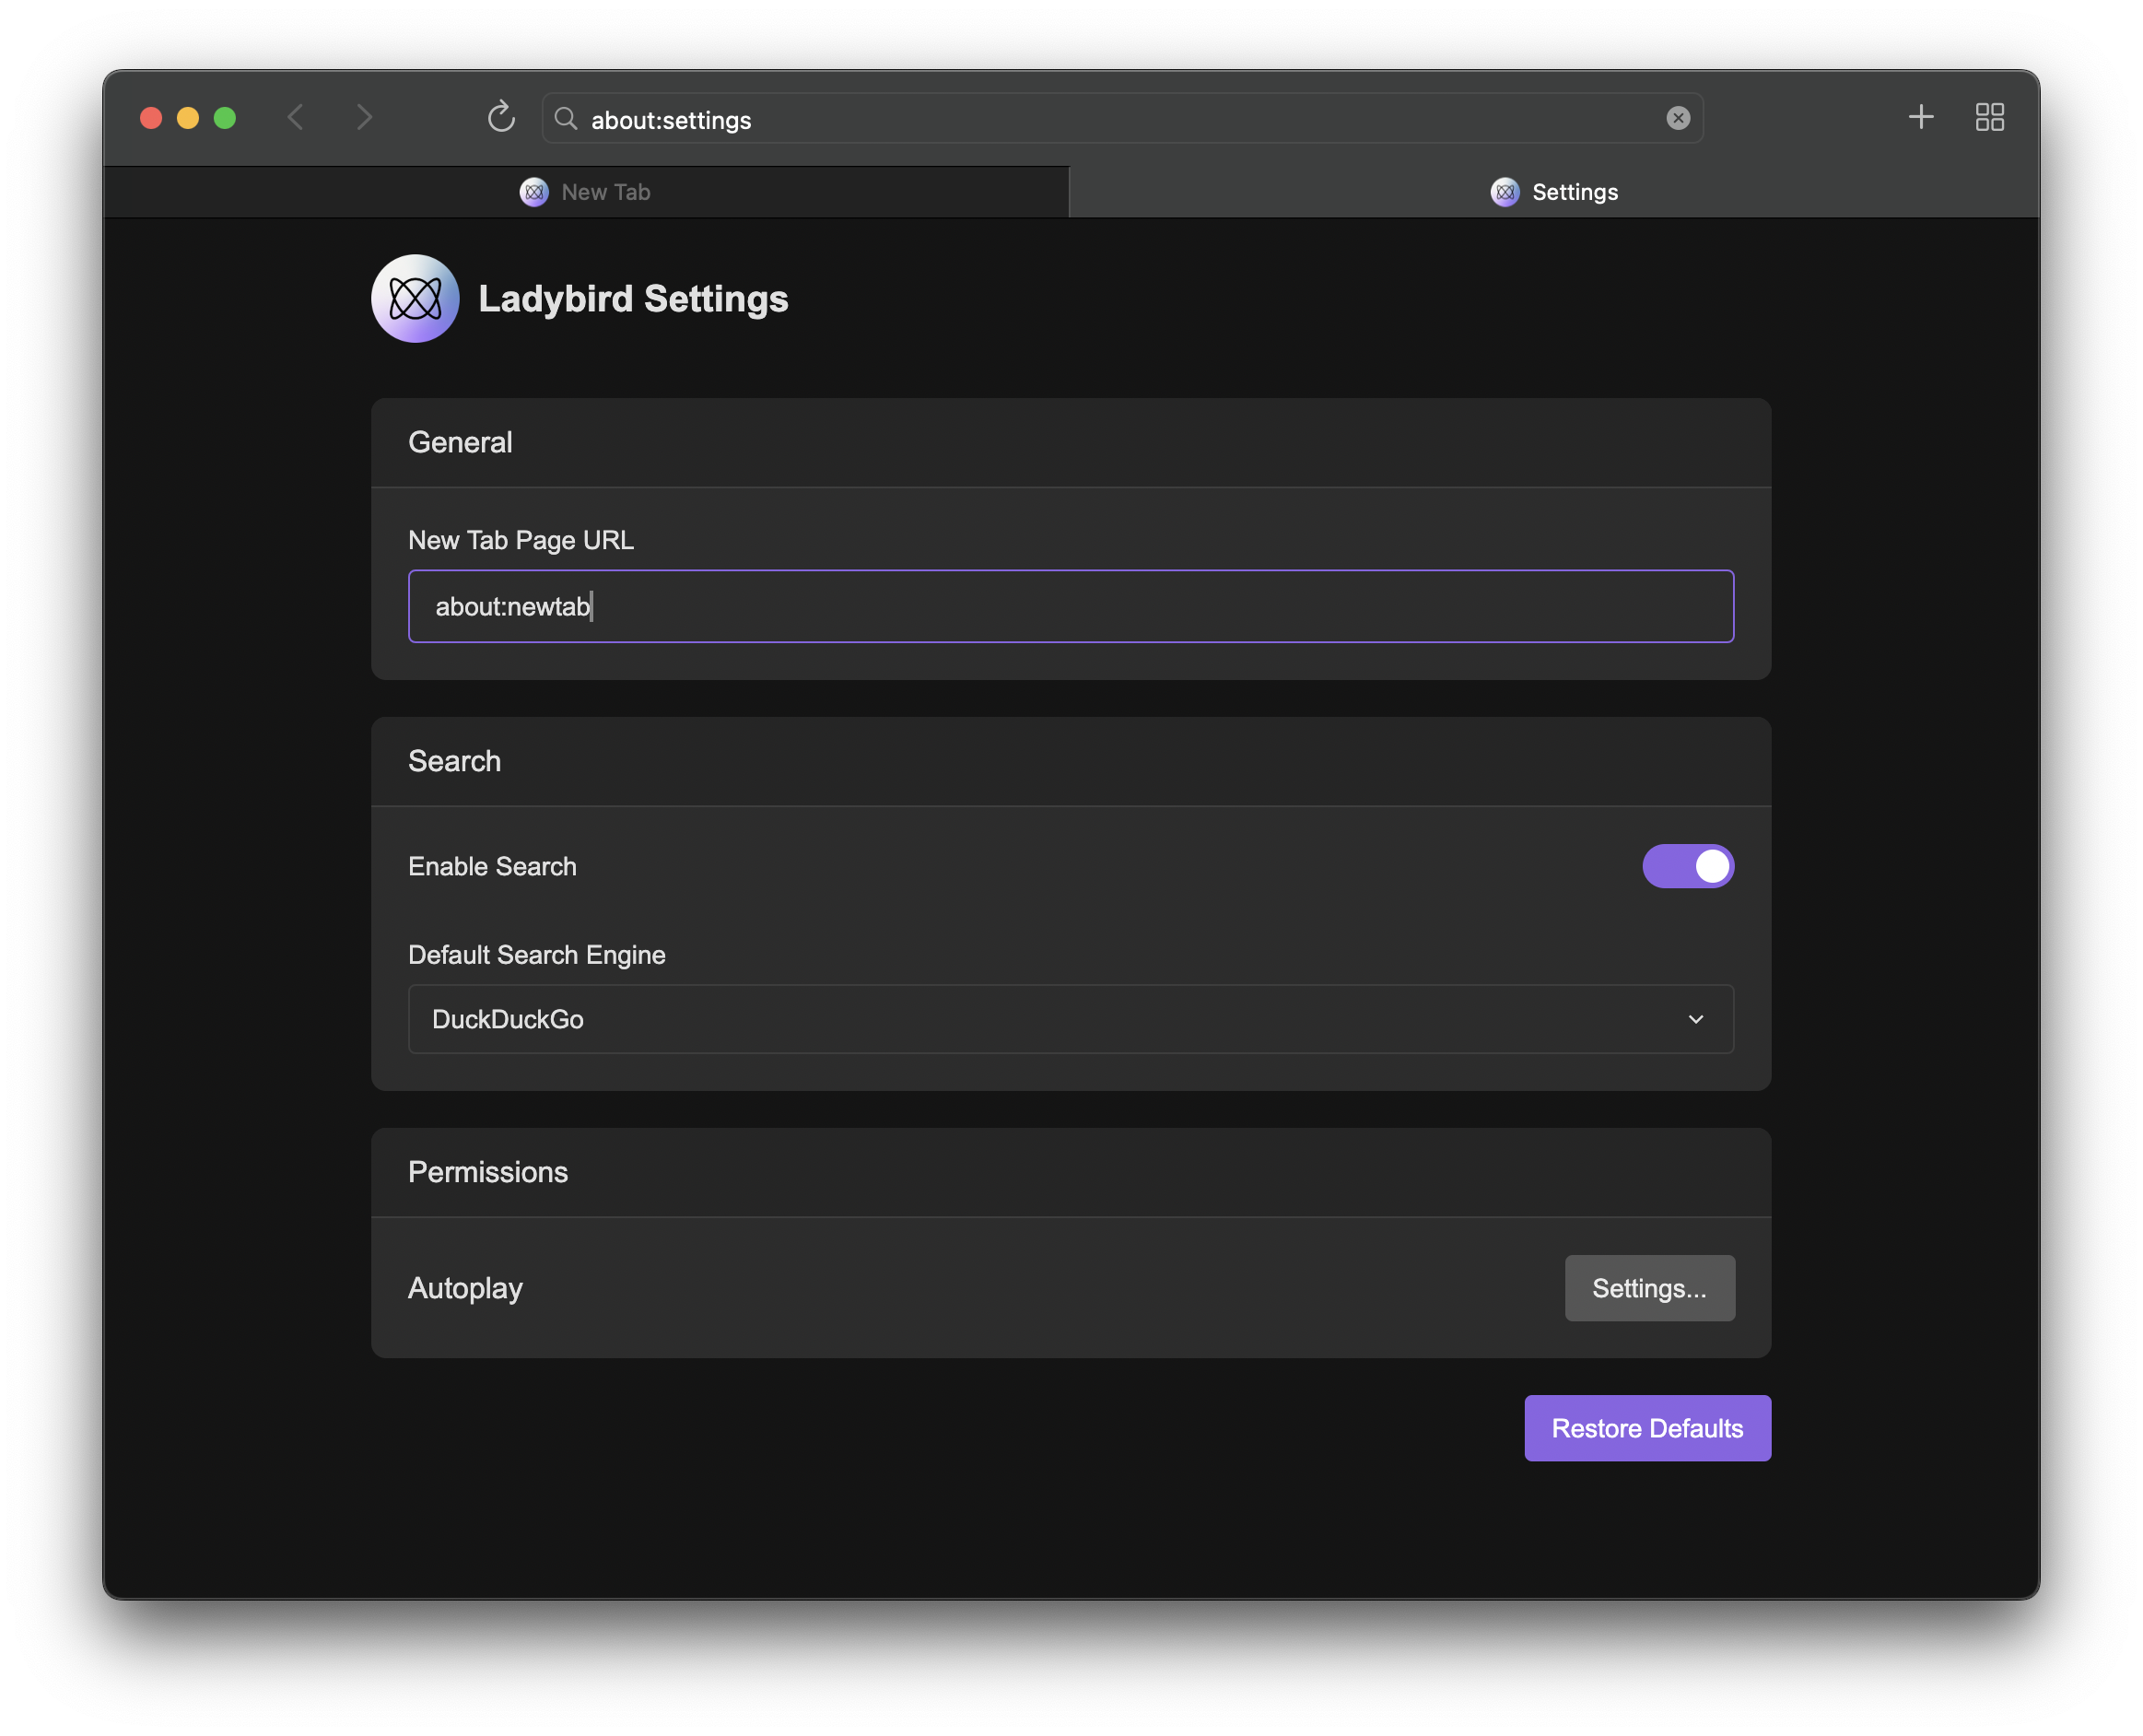 about:settings
New Tab
Settings
Ladybird Settings
General
New Tab Page URL
about:newtab
Search
Enable Search
Default Search Engine
DuckDuckGo
Permissions
Autoplay
Settings...
Restore Defaults